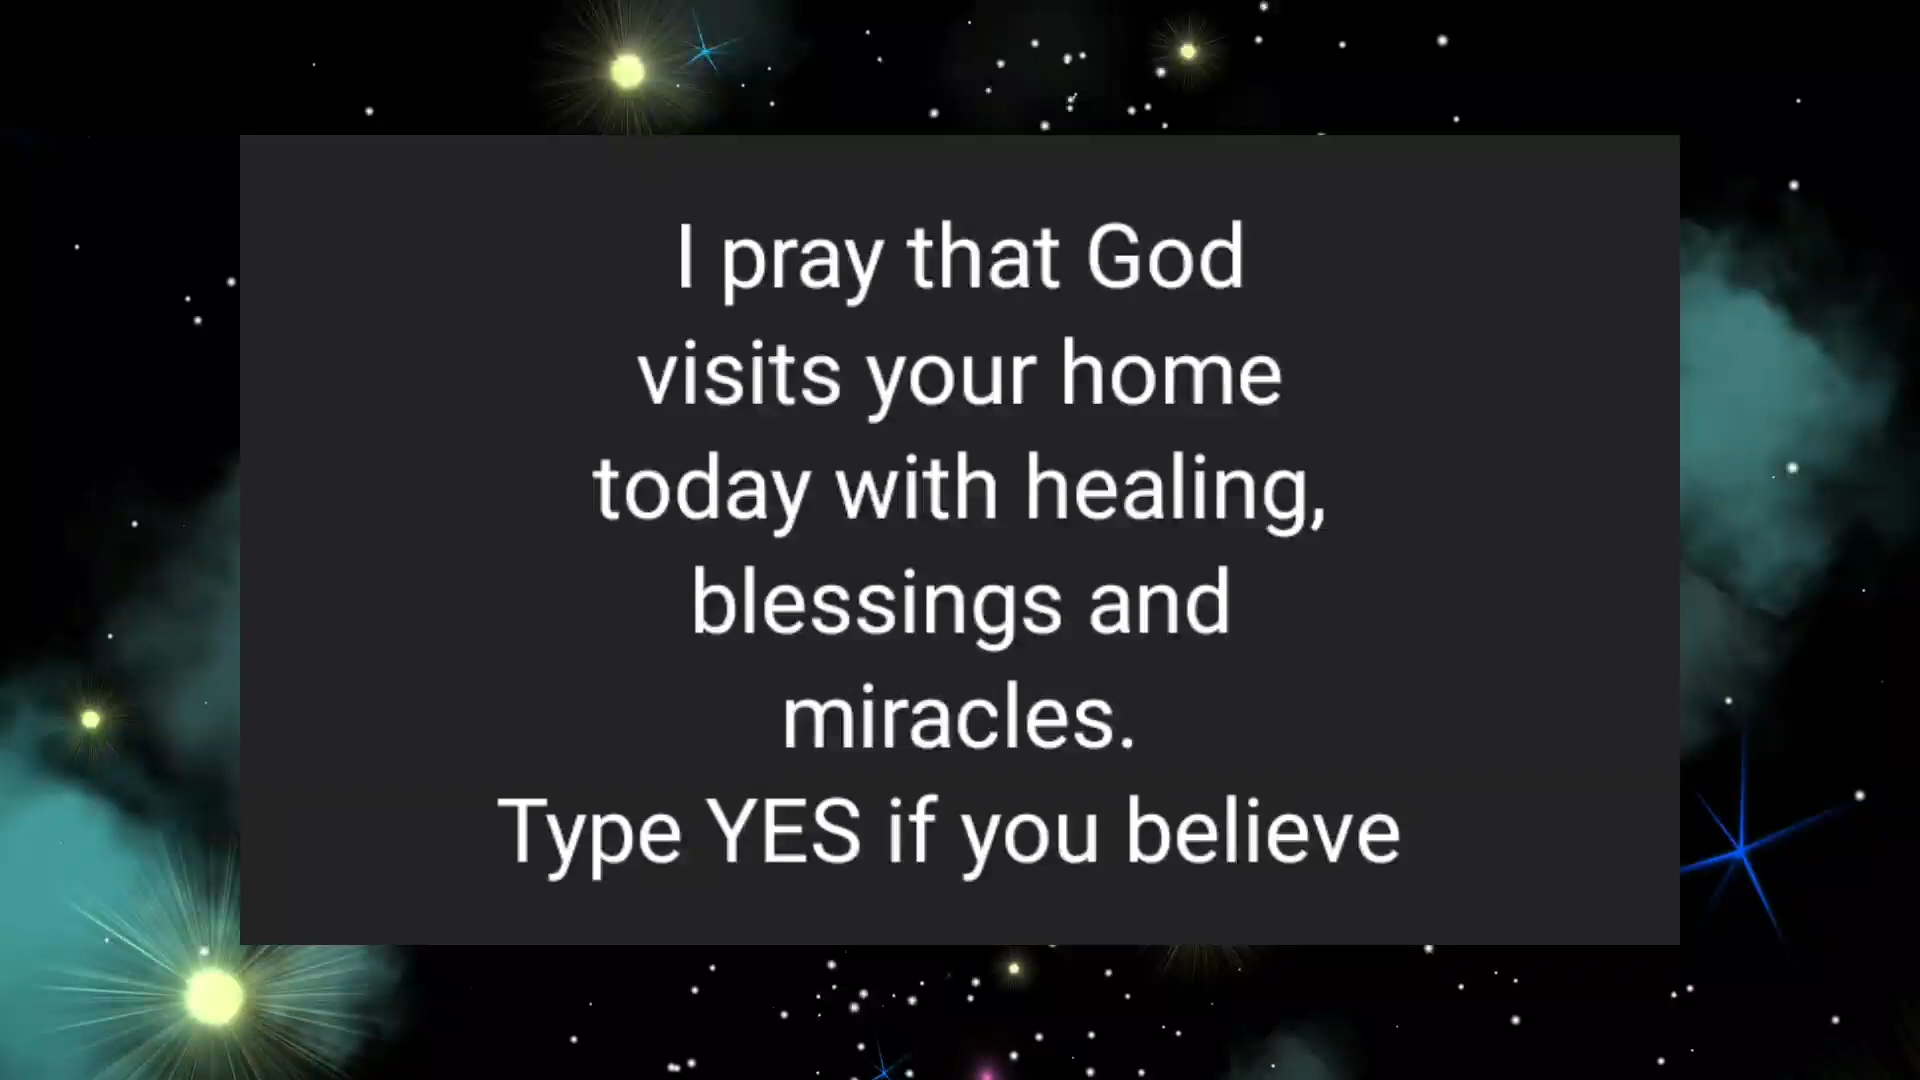 I pray that God
visits your home
today with healing,
blessings and
miracles.
Type YES if you believe